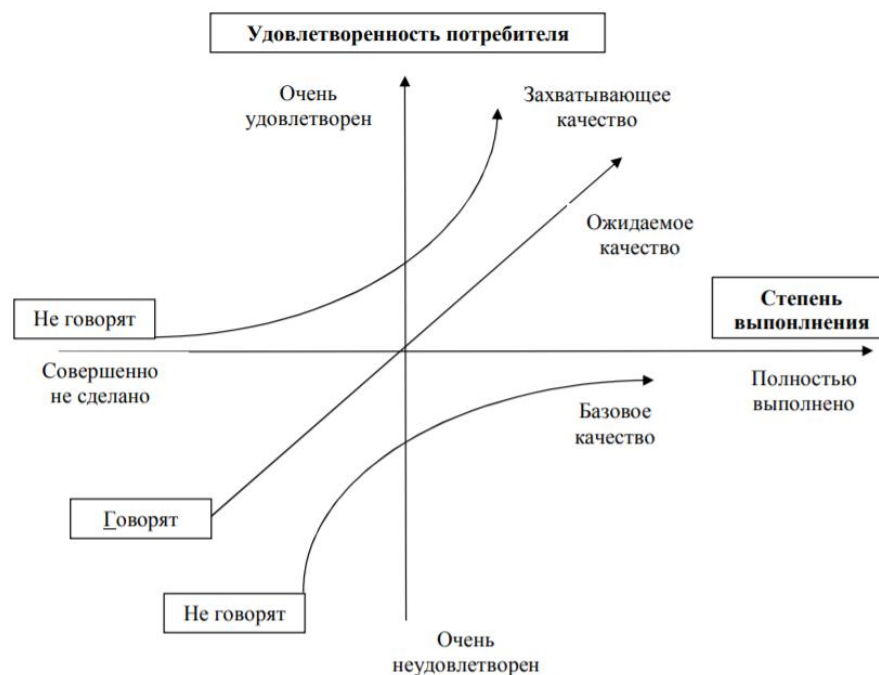 Удовлетворенность потребителя
Очень
удовлетворен
Захватывающее
качество
Ожидаемое
качество
Не говорят
Степень
выпонлнения
Совершенно
не сделано
Полностью
выполнено
Базовое
качество
Говорят
Не говорят
Очень
неудовлетворен